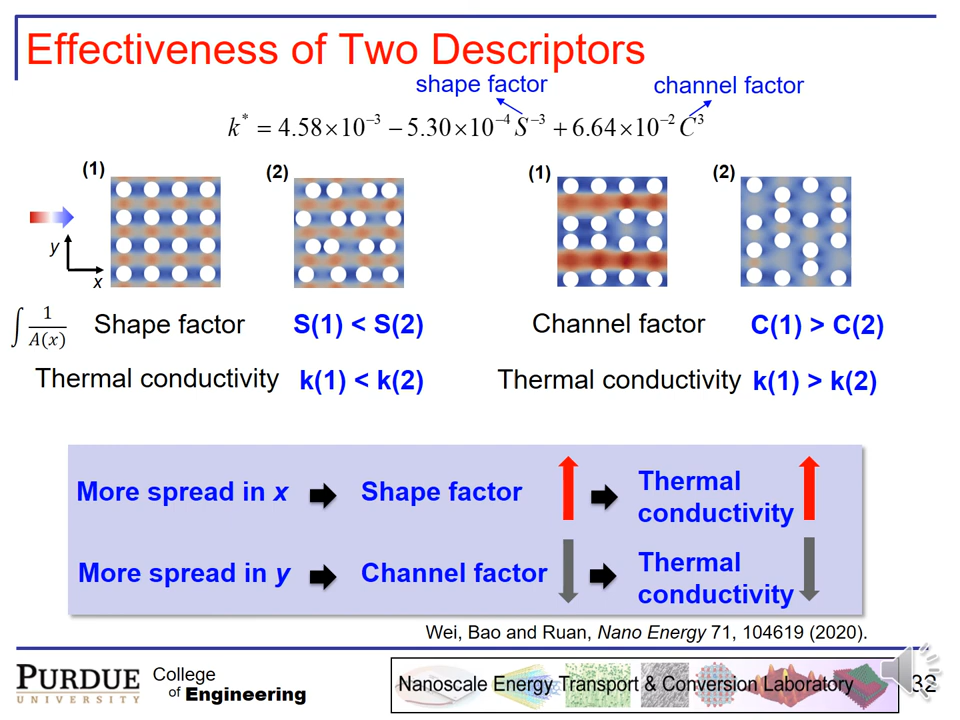 Effectiveness of Two Descriptors
shape factor
channel factor
k* = 4.58×10⁻³ − 5.30×10⁻⁴ S⁻³ + 6.64×10⁻² C³
(1)
(2)
(1)
(2)
y
x
∫ 1/A(x)
Shape factor
S(1) < S(2)
Channel factor
C(1) > C(2)
Thermal conductivity
k(1) < k(2)
Thermal conductivity
k(1) > k(2)
More spread in x
Shape factor
Thermal
conductivity
More spread in y
Channel factor
Thermal
conductivity
Wei, Bao and Ruan, Nano Energy 71, 104619 (2020).
PURDUE
UNIVERSITY
College
of Engineering
Nanoscale Energy Transport & Conversion Laboratory
32